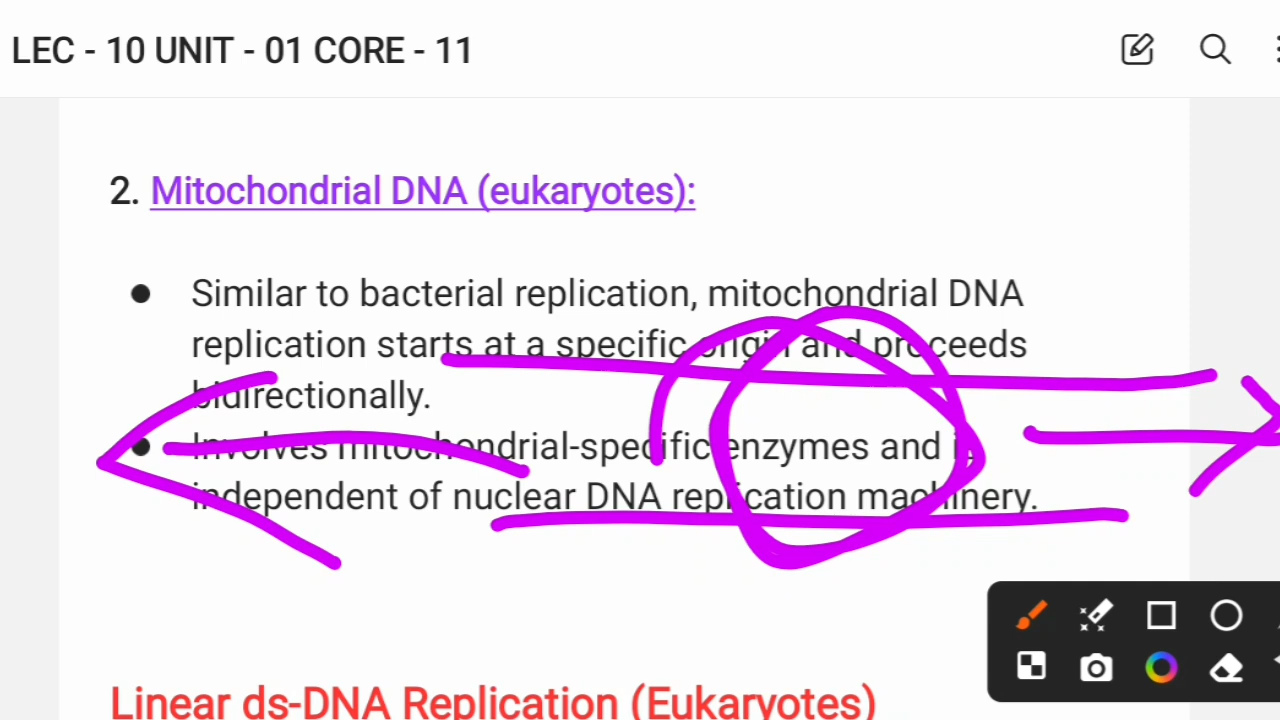 LEC - 10 UNIT - 01 CORE - 11
2. Mitochondrial DNA (eukaryotes):
● Similar to bacterial replication, mitochondrial DNA
replication starts at a specific origin and proceeds
bidirectionally.
● Involves mitochondrial-specific enzymes and is
independent of nuclear DNA replication machinery.
Linear ds-DNA Replication (Eukaryotes)